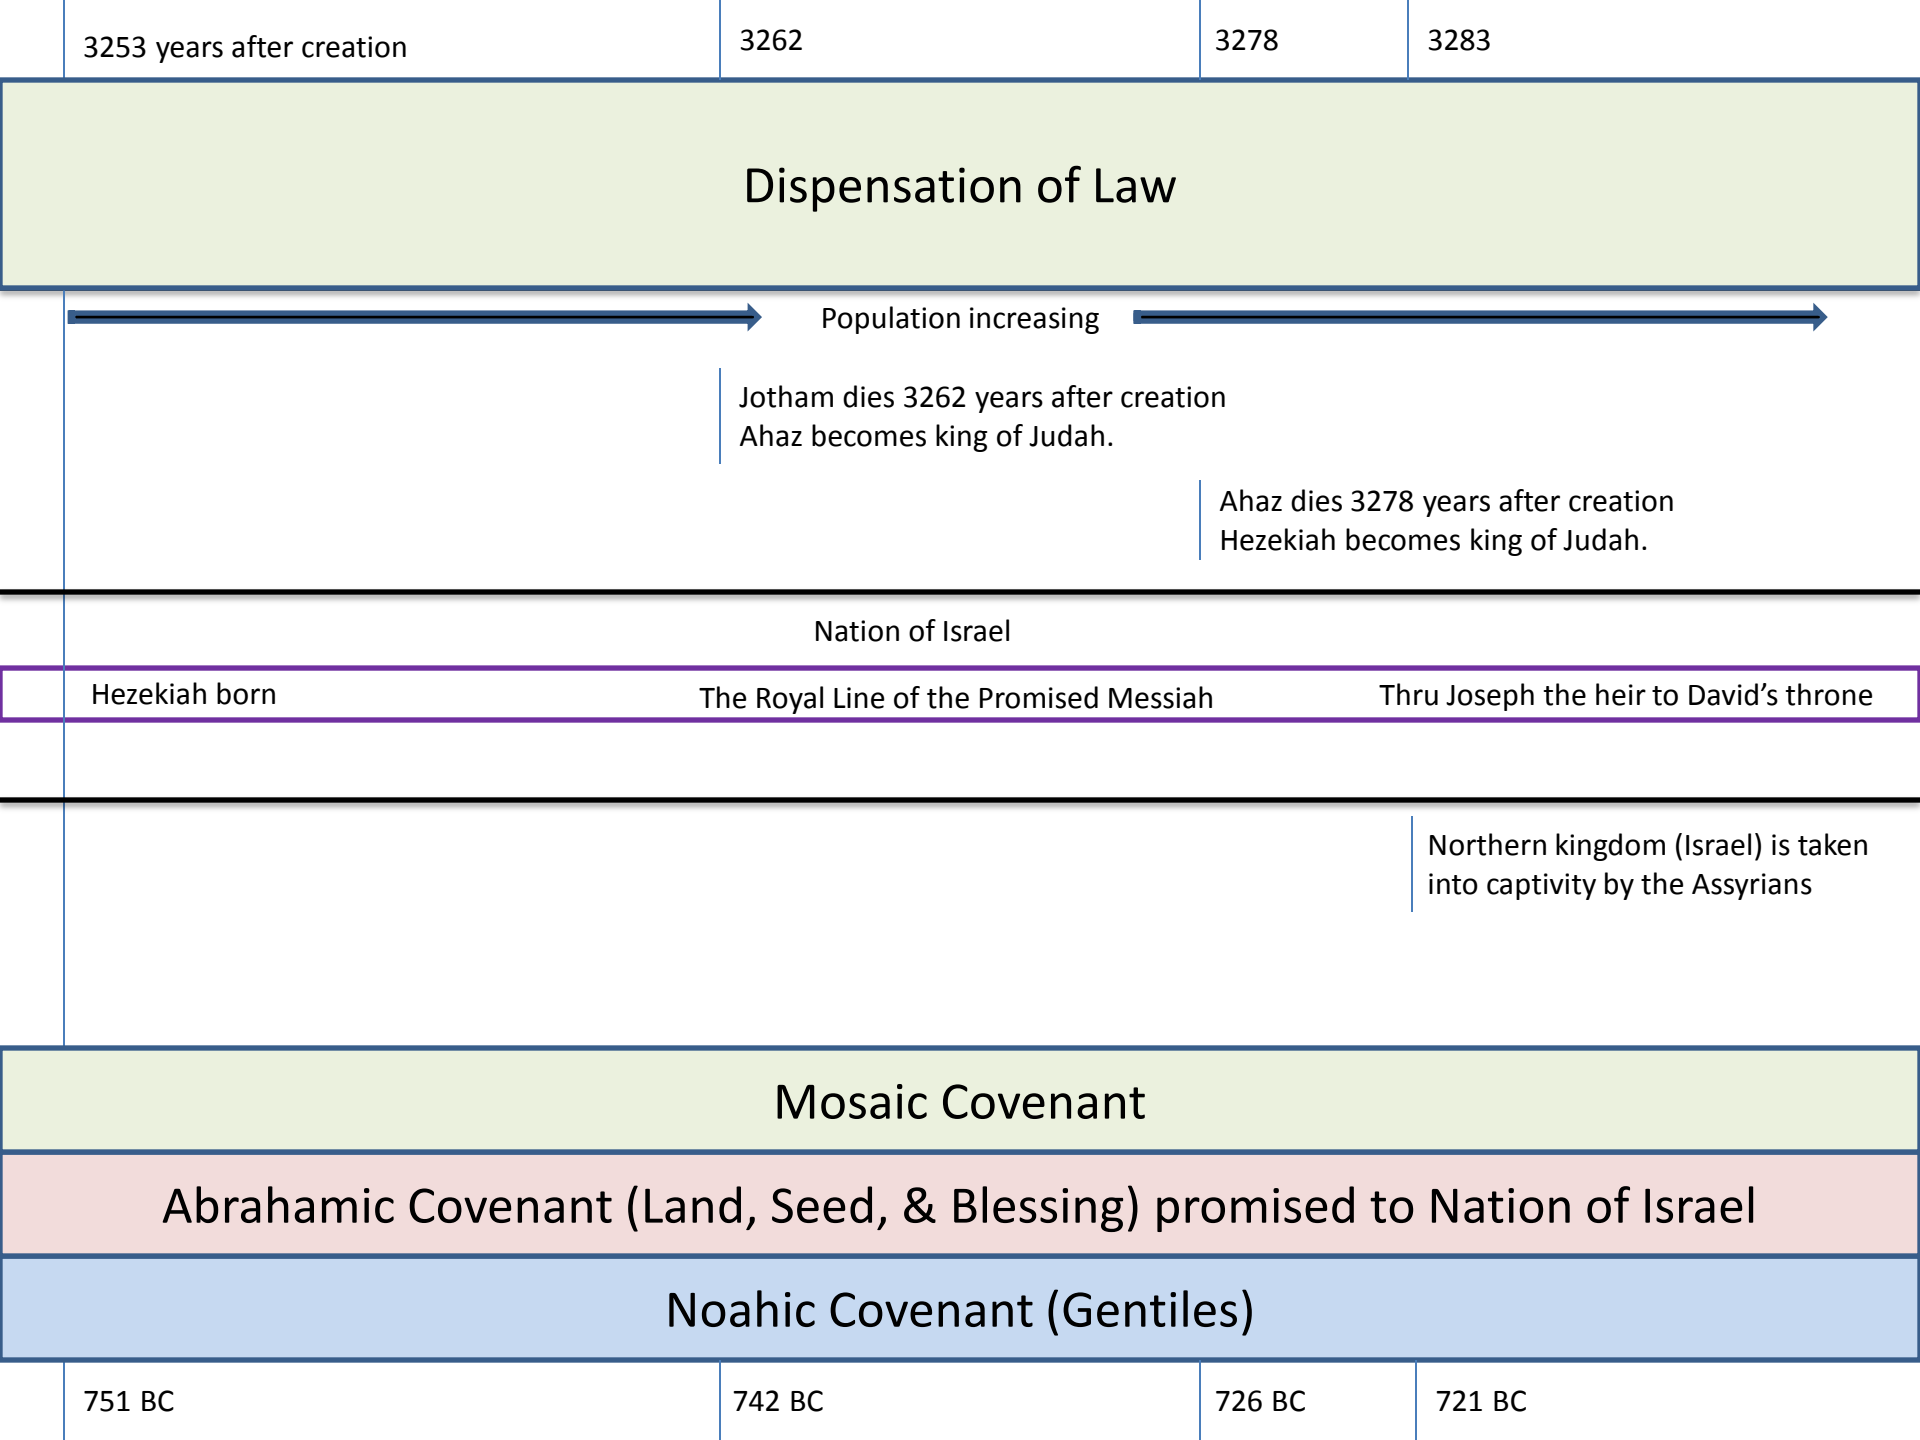 3253 years after creation
3262
3278
3283
Dispensation of Law
Population increasing
Jotham dies 3262 years after creation
Ahaz becomes king of Judah.
Ahaz dies 3278 years after creation
Hezekiah becomes king of Judah.
Nation of Israel
Hezekiah born
The Royal Line of the Promised Messiah
Thru Joseph the heir to David’s throne
Northern kingdom (Israel) is taken
into captivity by the Assyrians
Mosaic Covenant
Abrahamic Covenant (Land, Seed, & Blessing) promised to Nation of Israel
Noahic Covenant (Gentiles)
751 BC
742 BC
726 BC
721 BC